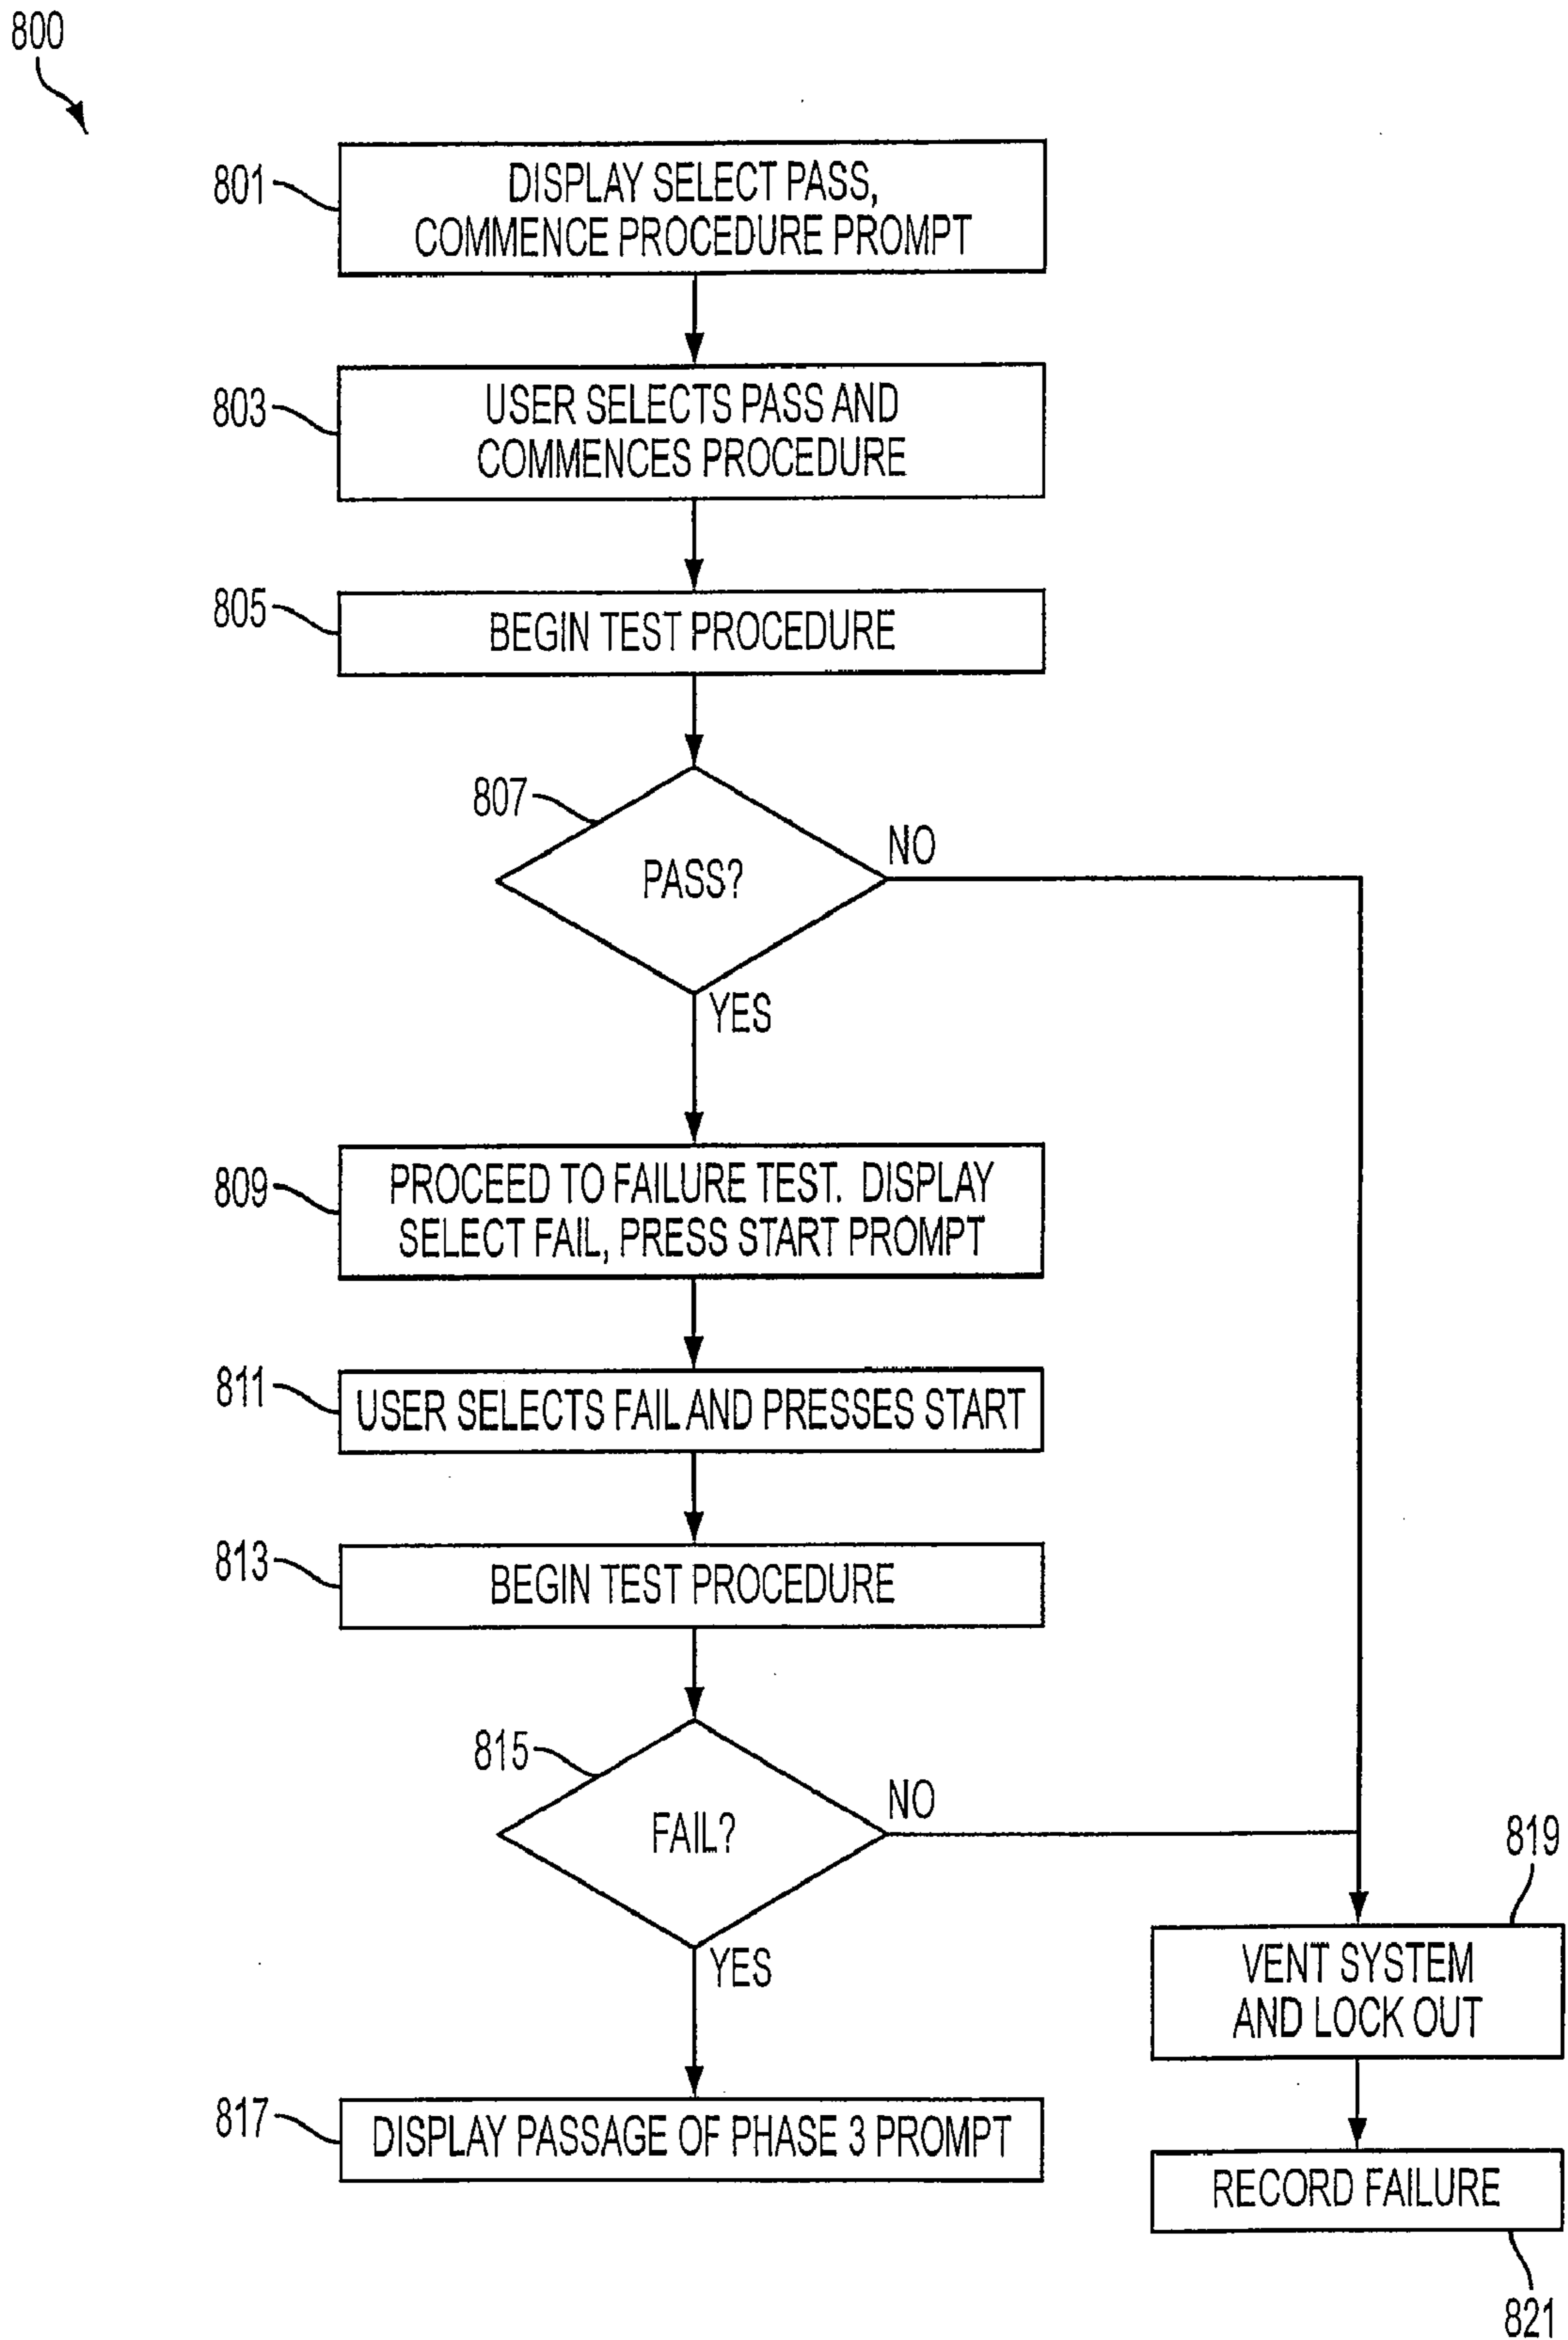 800
801
DISPLAY SELECT PASS,
COMMENCE PROCEDURE PROMPT
803
USER SELECTS PASS AND
COMMENCES PROCEDURE
805
BEGIN TEST PROCEDURE
807
PASS?
NO
YES
809
PROCEED TO FAILURE TEST. DISPLAY
SELECT FAIL, PRESS START PROMPT
811
USER SELECTS FAIL AND PRESSES START
813
BEGIN TEST PROCEDURE
815
FAIL?
NO
YES
817
DISPLAY PASSAGE OF PHASE 3 PROMPT
819
VENT SYSTEM
AND LOCK OUT
RECORD FAILURE
821